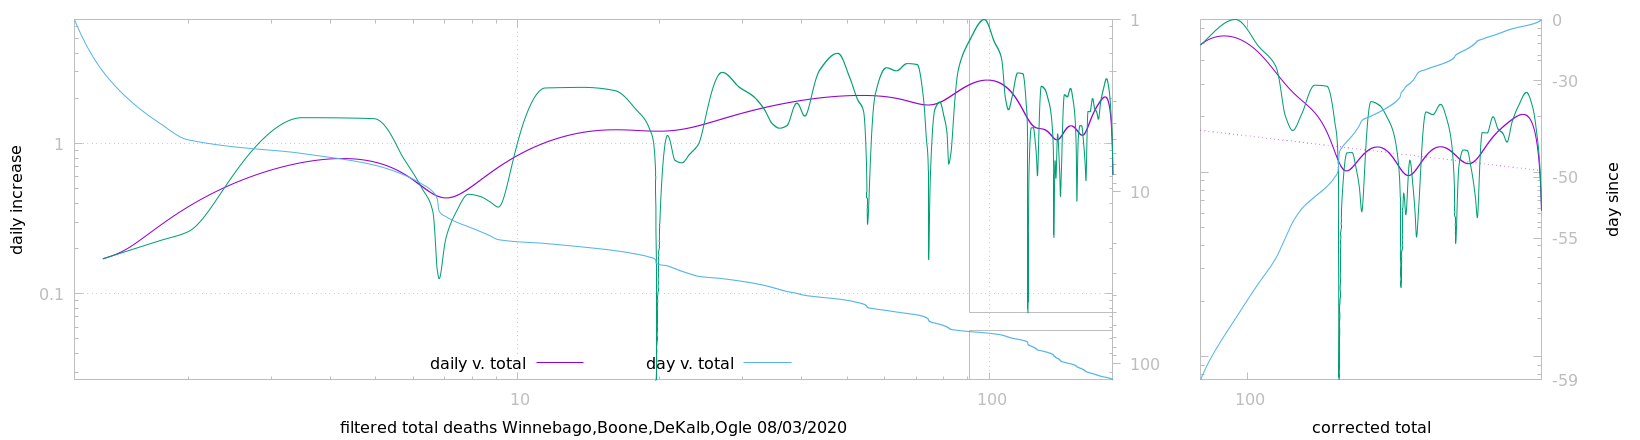 1
0
-30
daily increase
1
day since
-50
10
-55
0.1
daily v. total
day v. total
100
-59
10
100
100
filtered total deaths Winnebago,Boone,DeKalb,Ogle 08/03/2020
corrected total